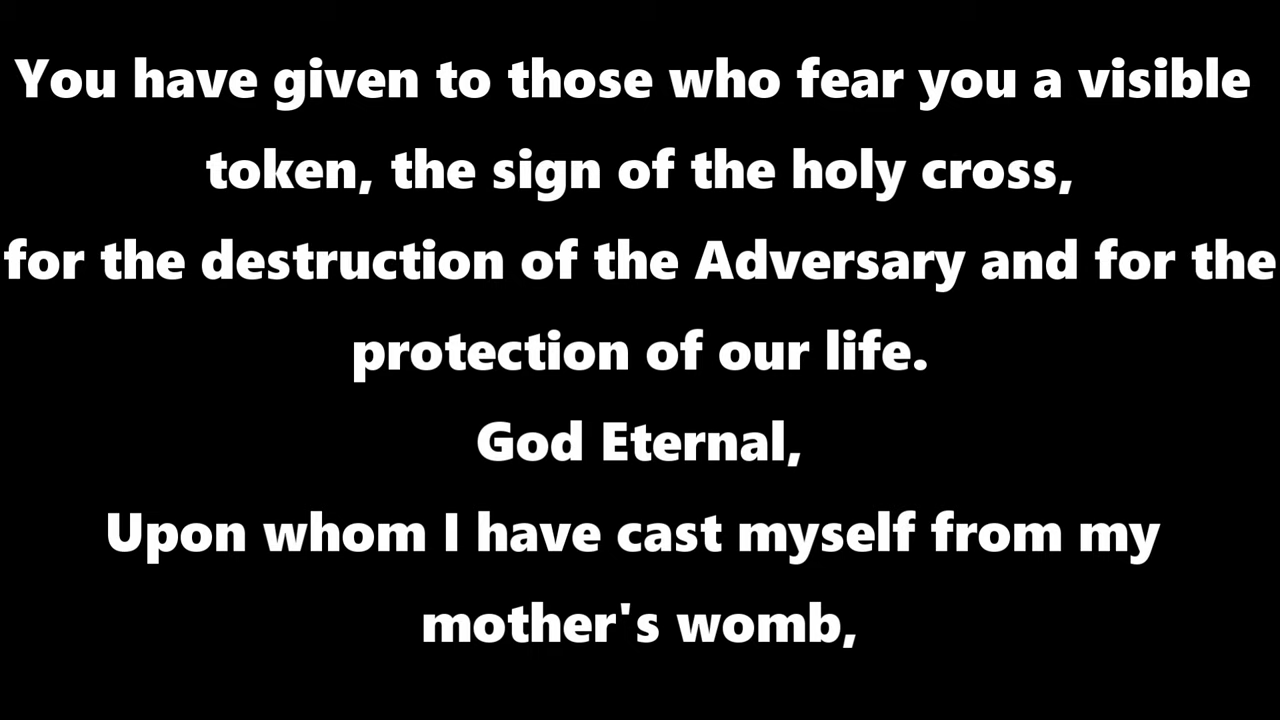 You have given to those who fear you a visible
token, the sign of the holy cross,
for the destruction of the Adversary and for the
protection of our life.
God Eternal,
Upon whom I have cast myself from my
mother's womb,